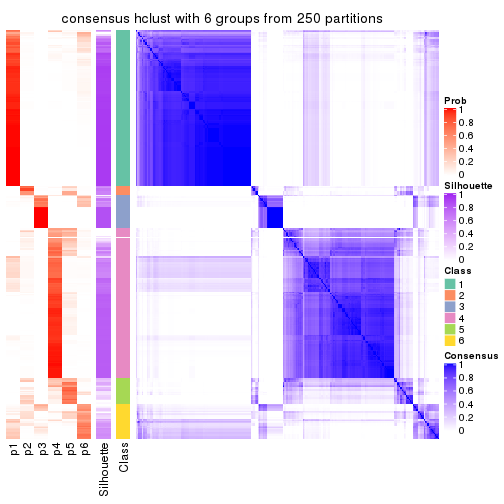 consensus hclust with 6 groups from 250 partitions
Prob
1
0.8
0.6
0.4
0.2
0
Silhouette
1
0.8
0.6
0.4
0.2
0
Class
1
2
3
4
5
6
Consensus
1
0.8
0.6
0.4
0.2
0
p1
p2
p3
p4
p5
p6
Silhouette
Class